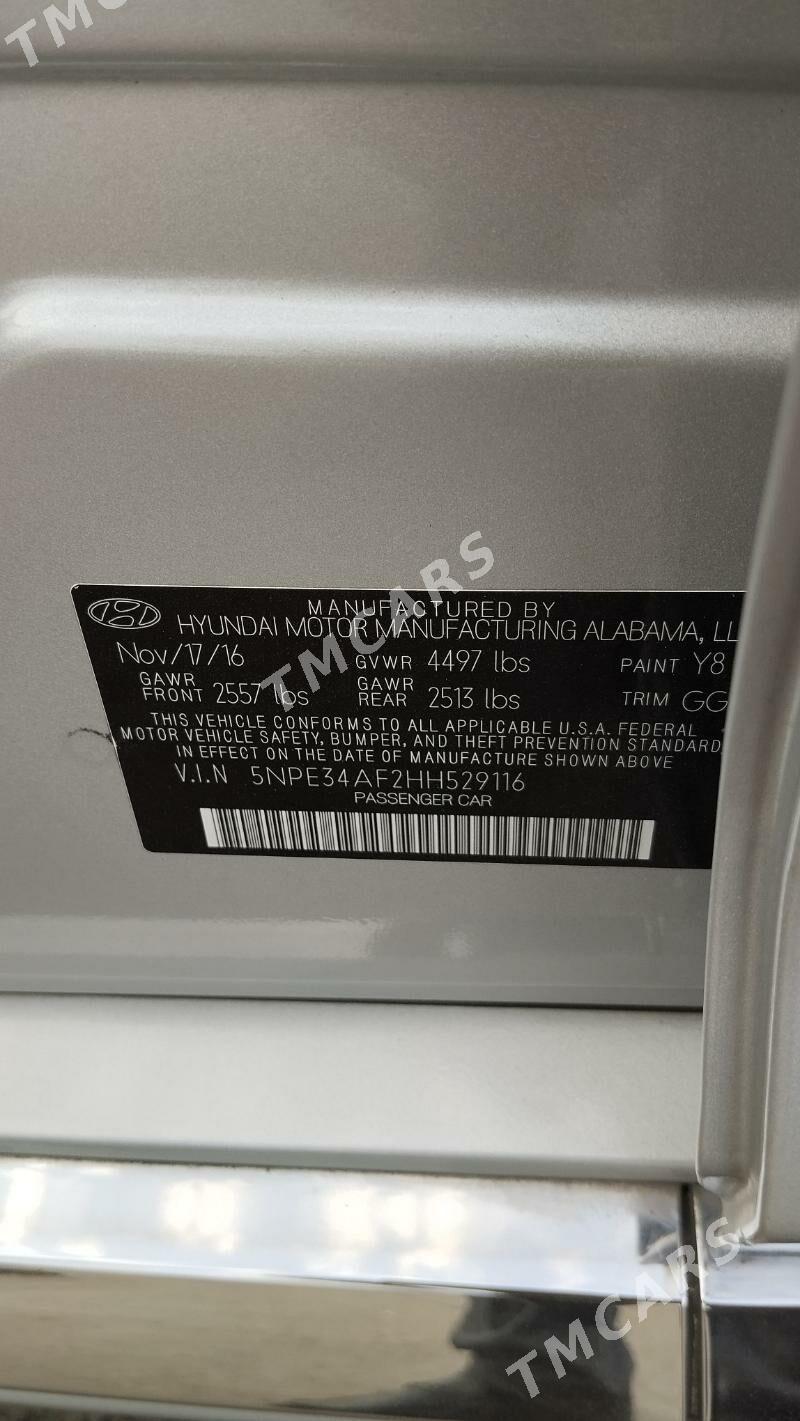 TMC
MANUFACTURED BY
HYUNDAI MOTOR MANUFACTURING ALABAMA, LL
Nov/17/16 GVWR 4497 lbs PAINT Y8
GAWR FRONT 2557 lbs GAWR REAR 2513 lbs TRIM GG
THIS VEHICLE CONFORMS TO ALL APPLICABLE U.S.A. FEDERAL
MOTOR VEHICLE SAFETY, BUMPER, AND THEFT PREVENTION STANDARD
IN EFFECT ON THE DATE OF MANUFACTURE SHOWN ABOVE
V.I.N 5NPE34AF2HH529116
PASSENGER CAR
TMCARS
TMCARS